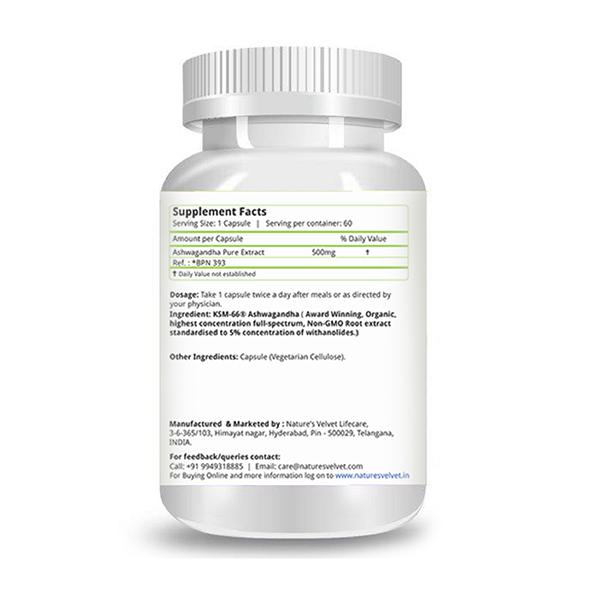 Supplement Facts
Serving Size: 1 Capsule | Serving per container: 60
Amount per Capsule % Daily Value
Ashwagandha Pure Extract 500mg †
Ref. : *BPN 393
† Daily Value not established
Dosage: Take 1 capsule twice a day after meals or as directed by
your physician.
Ingredient: KSM-66® Ashwagandha ( Award Winning, Organic,
highest concentration full-spectrum, Non-GMO Root extract
standardised to 5% concentration of withanolides.)
Other Ingredients: Capsule (Vegetarian Cellulose).
Manufactured & Marketed by : Nature's Velvet Lifecare,
3-6-365/103, Himayat nagar, Hyderabad, Pin - 500029, Telangana,
INDIA.
For feedback/queries contact:
Call: +91 9949318885 | Email: care@naturesvelvet.com
For Buying Online and more information log on to www.naturesvelvet.in